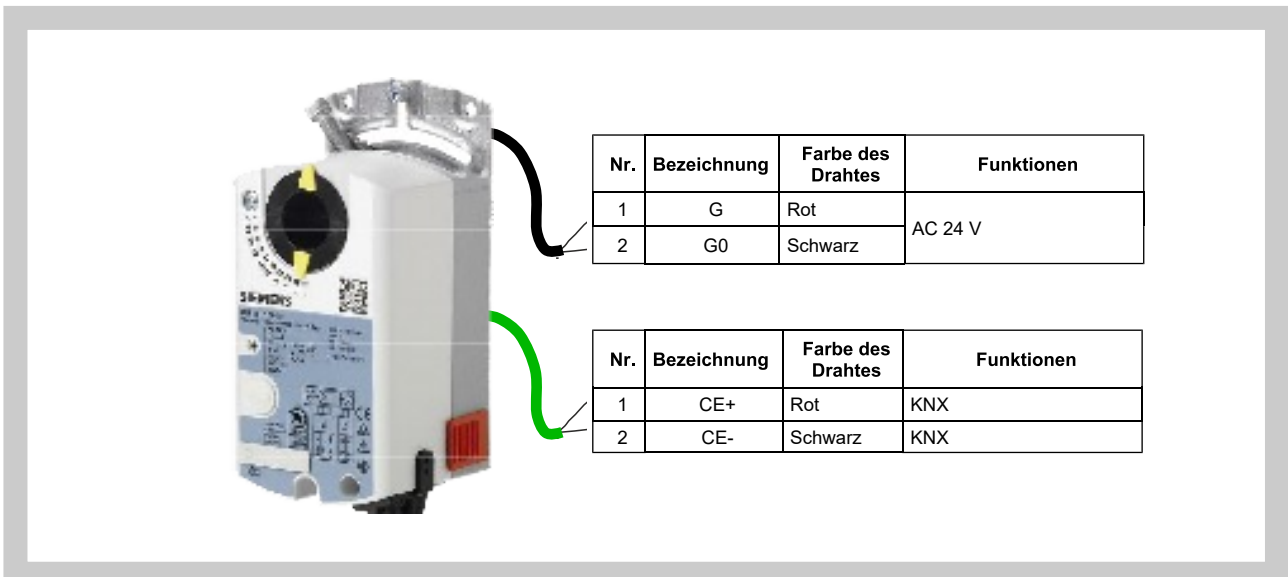 Nr. Bezeichnung Farbe des Drahtes Funktionen
1 G Rot AC 24 V
2 G0 Schwarz
SIEMENS
Nr. Bezeichnung Farbe des Drahtes Funktionen
1 CE+ Rot KNX
2 CE- Schwarz KNX